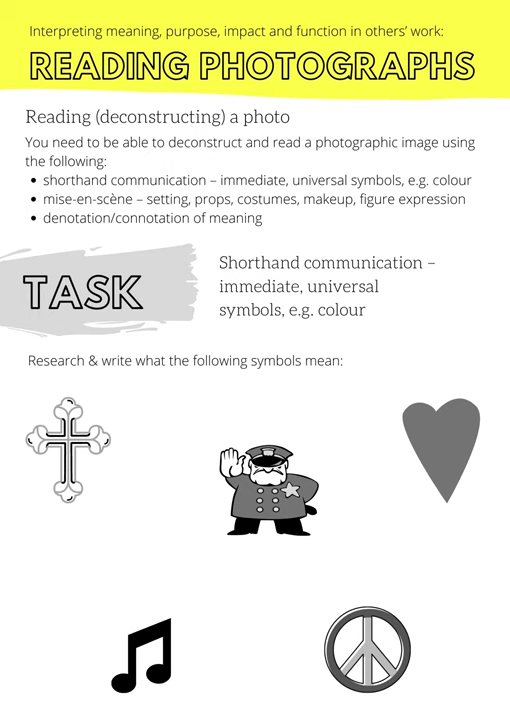 Interpreting meaning, purpose, impact and function in others' work:
READING PHOTOGRAPHS
Reading (deconstructing) a photo
You need to be able to deconstruct and read a photographic image using
the following:
• shorthand communication – immediate, universal symbols, e.g. colour
• mise-en-scène – setting, props, costumes, makeup, figure expression
• denotation/connotation of meaning
TASK
Shorthand communication –
immediate, universal
symbols, e.g. colour
Research & write what the following symbols mean: